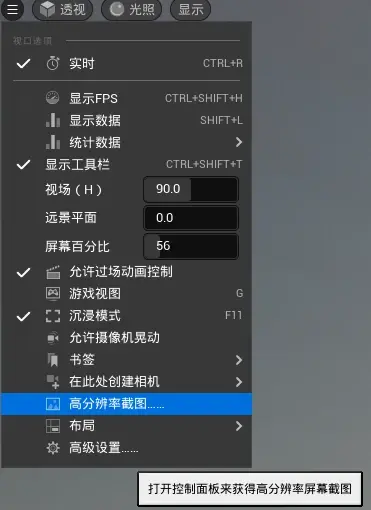 透视 光照 显示
视口选项
实时 CTRL+R
显示FPS CTRL+SHIFT+H
显示数据 SHIFT+L
统计数据
显示工具栏 CTRL+SHIFT+T
视场（H） 90.0
远景平面 0.0
屏幕百分比 56
允许过场动画控制
游戏视图 G
沉浸模式 F11
允许摄像机晃动
书签
在此处创建相机
高分辨率截图……
布局
高级设置……
打开控制面板来获得高分辨率屏幕截图